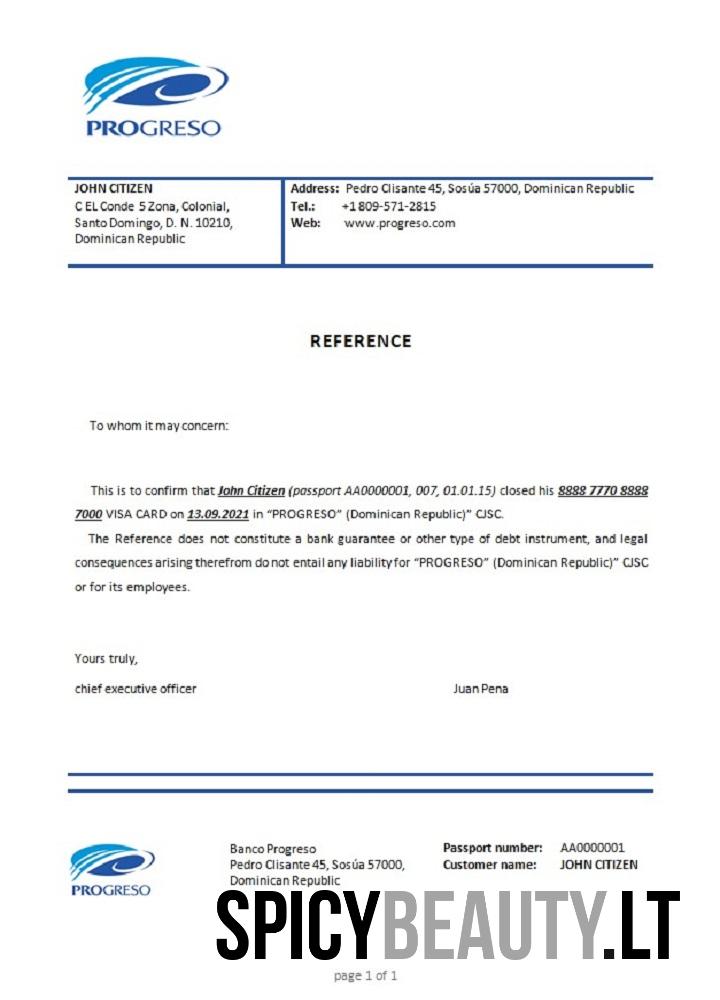 PROGRESO
JOHN CITIZEN
C EL Conde 5 Zona, Colonial,
Santo Domingo, D. N. 10210,
Dominican Republic
Address: Pedro Clisante 45, Sosúa 57000, Dominican Republic
Tel.: +1 809-571-2815
Web: www.progreso.com
REFERENCE
To whom it may concern:
This is to confirm that John Citizen (passport AA0000001, 007, 01.01.15) closed his 8888 7770 8888
7000 VISA CARD on 13.09.2021 in “PROGRESO” (Dominican Republic)” CJSC.
The Reference does not constitute a bank guarantee or other type of debt instrument, and legal
consequences arising therefrom do not entail any liability for “PROGRESO” (Dominican Republic)” CJSC
or for its employees.
Yours truly,
chief executive officer Juan Pena
PROGRESO
Banco Progreso
Pedro Clisante 45, Sosúa 57000,
Dominican Republic
Passport number: AA0000001
Customer name: JOHN CITIZEN
SPICYBEAUTY.LT
page 1 of 1